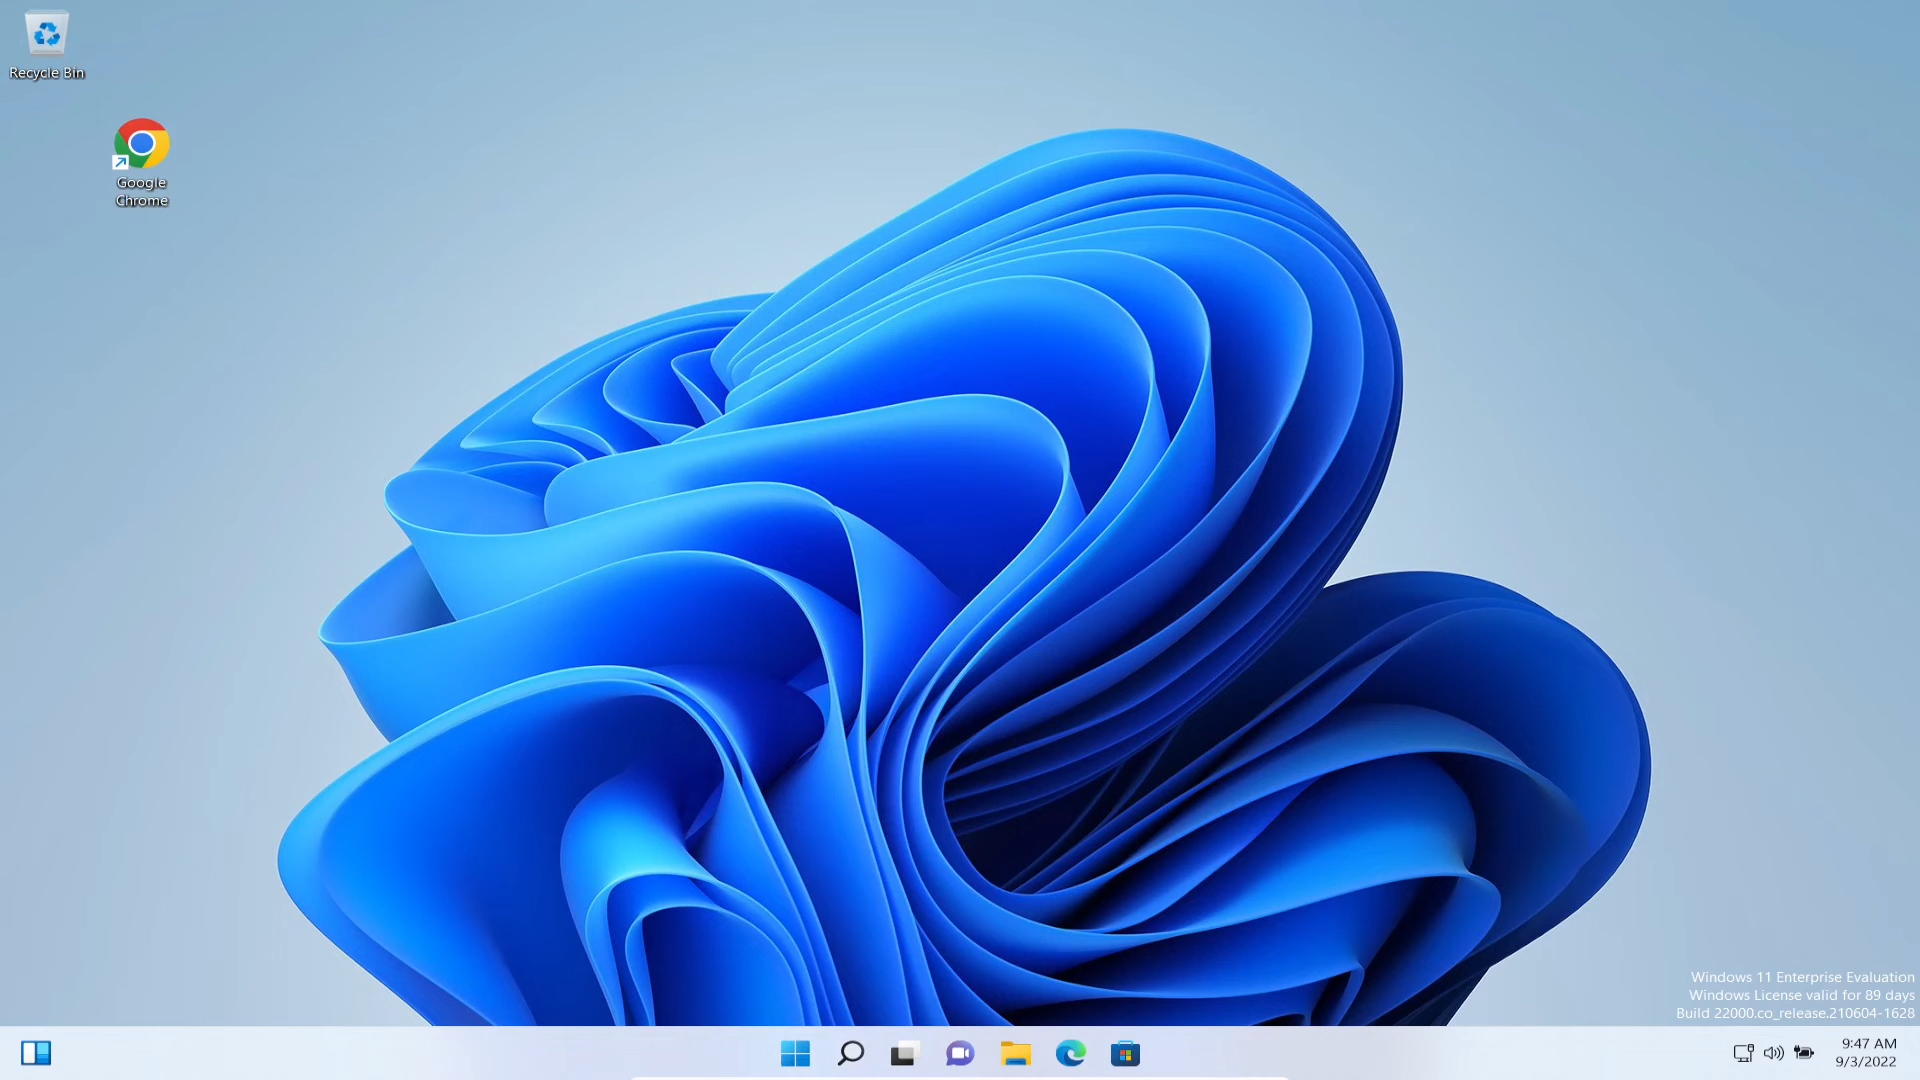 Recycle Bin
Google
Chrome
Windows 11 Enterprise Evaluation
Windows License valid for 89 days
Build 22000.co_release.210604-1628
9:47 AM
9/3/2022